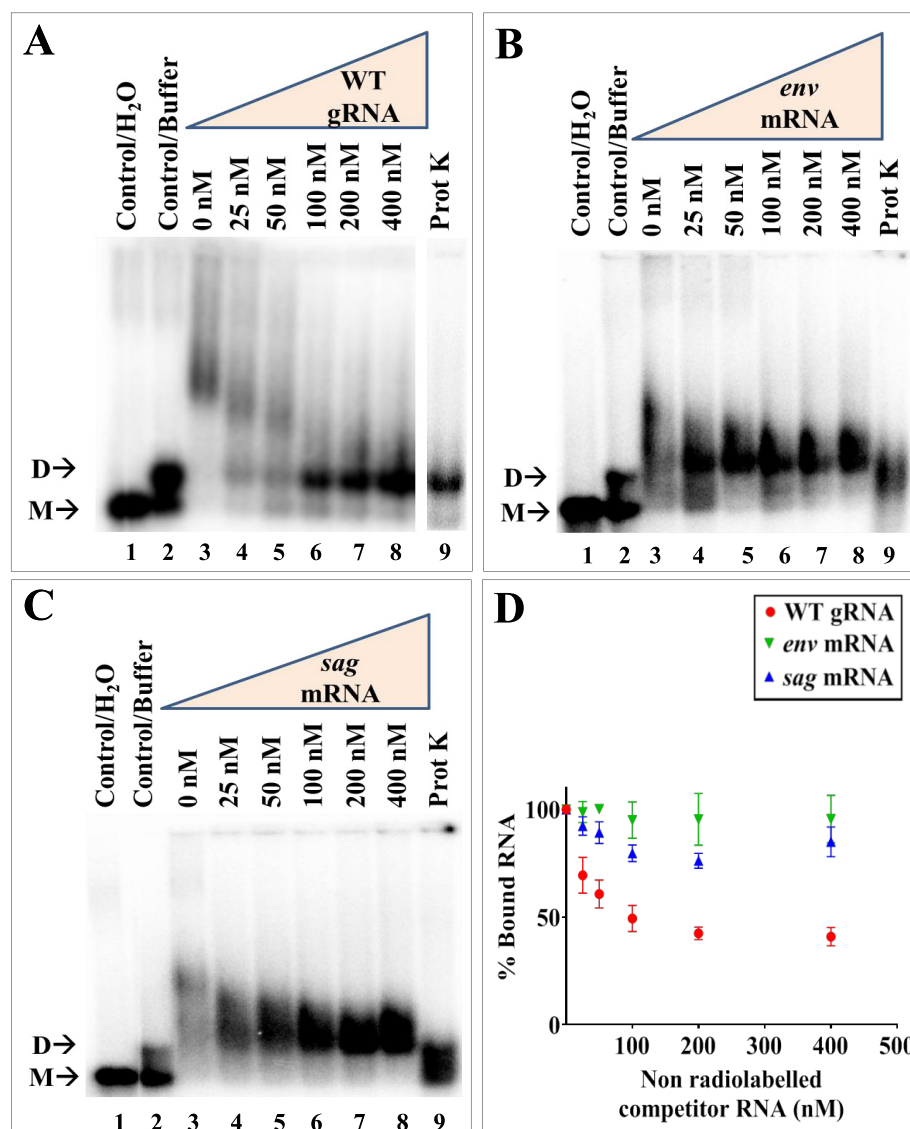 A
WT
gRNA
Control/H₂O
Control/Buffer
0 nM
25 nM
50 nM
100 nM
200 nM
400 nM
Prot K
D→
M→
1 2 3 4 5 6 7 8 9
B
env
mRNA
Control/H₂O
Control/Buffer
0 nM
25 nM
50 nM
100 nM
200 nM
400 nM
Prot K
D→
M→
1 2 3 4 5 6 7 8 9
C
sag
mRNA
Control/H₂O
Control/Buffer
0 nM
25 nM
50 nM
100 nM
200 nM
400 nM
Prot K
D→
M→
1 2 3 4 5 6 7 8 9
D
WT gRNA
env mRNA
sag mRNA
% Bound RNA
100
50
0
100 200 300 400 500
Non radiolabelled
competitor RNA (nM)